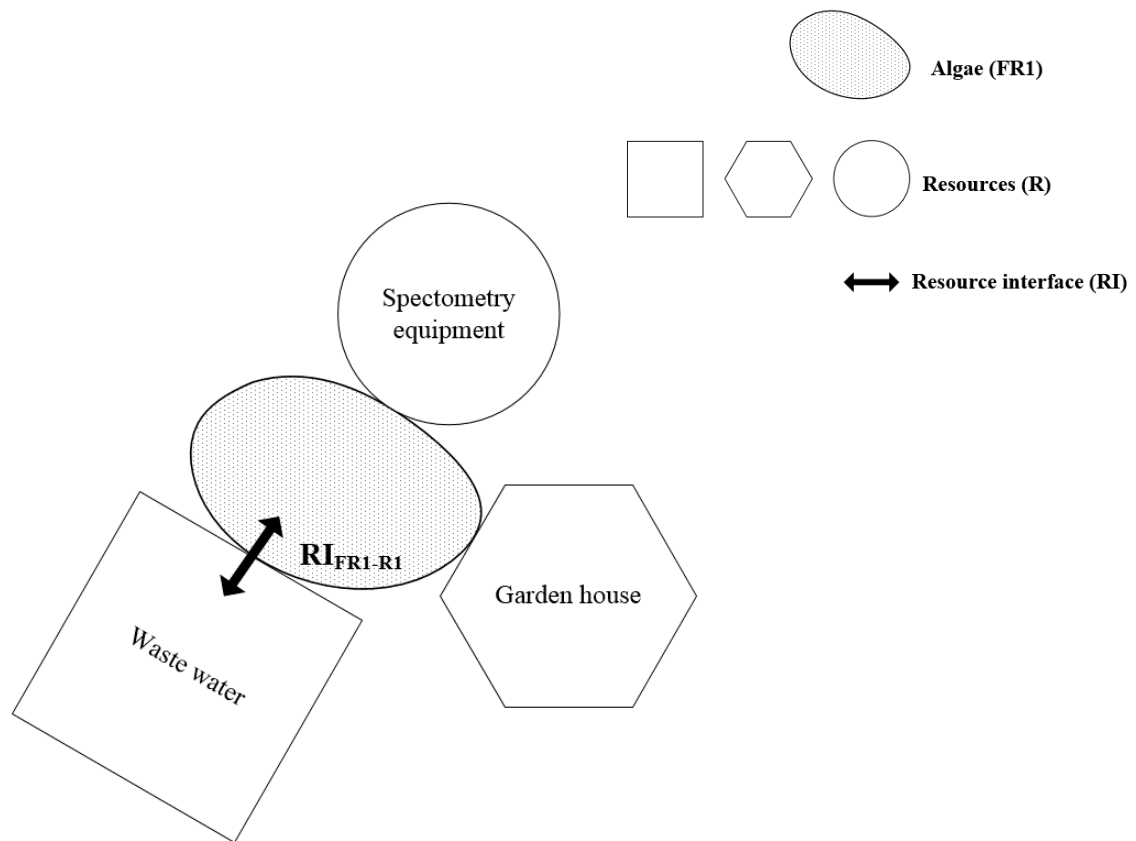 Algae (FR1)
Resources (R)
Resource interface (RI)
Spectometry
equipment
RIFR1-R1
Garden house
Waste water